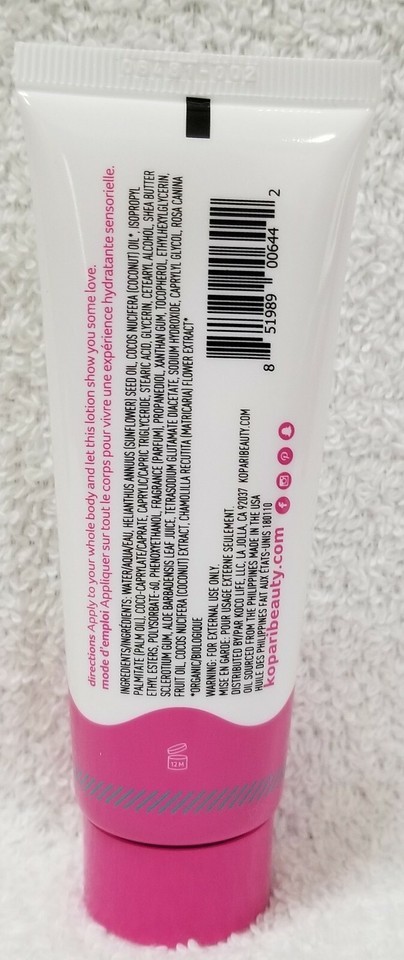 directions Apply to your whole body and let this lotion show you some love.
mode d'emploi Appliquer sur tout le corps pour vivre une expérience hydratante sensorielle.
INGREDIENTS/INGRÉDIENTS: WATER/AQUA/EAU, HELIANTHUS ANNUUS (SUNFLOWER) SEED OIL, COCOS NUCIFERA (COCONUT) OIL*, ISOPROPYL
PALMITATE (PALM OIL), COCO-CAPRYLATE/CAPRATE, CAPRYLIC/CAPRIC TRIGLYCERIDE, STEARIC ACID, GLYCERIN, CETEARYL ALCOHOL, SHEA BUTTER
ETHYL ESTERS, POLYSORBATE-60, PHENOXYETHANOL, FRAGRANCE (PARFUM), PROPANEDIOL, XANTHAN GUM, TOCOPHEROL, ETHYLHEXYLGLYCERIN,
SCLEROTIUM GUM, ALOE BARBADENSIS LEAF JUICE, TETRASODIUM GLUTAMATE DIACETATE, SODIUM HYDROXIDE, CAPRYLYL GLYCOL, ROSA CANINA
FRUIT OIL, COCOS NUCIFERA (COCONUT) EXTRACT, CHAMOLILLA RECUTITA (MATRICARIA) FLOWER EXTRACT*
*ORGANIC/BIOLOGIQUE
WARNING: FOR EXTERNAL USE ONLY.
MISE EN GARDE: POUR USAGE EXTERNE SEULEMENT.
DISTRIBUTED BY/PAR KOCO LIFE, LLC, LA JOLLA, CA 92037 KOPARIBEAUTY.COM
OIL SOURCED FROM THE PHILIPPINES MADE IN THE USA
HUILE DES PHILIPPINES FAIT AUX ÉTATS-UNIS 180110
koparibeauty.com
8 51989 00644 2
12 M